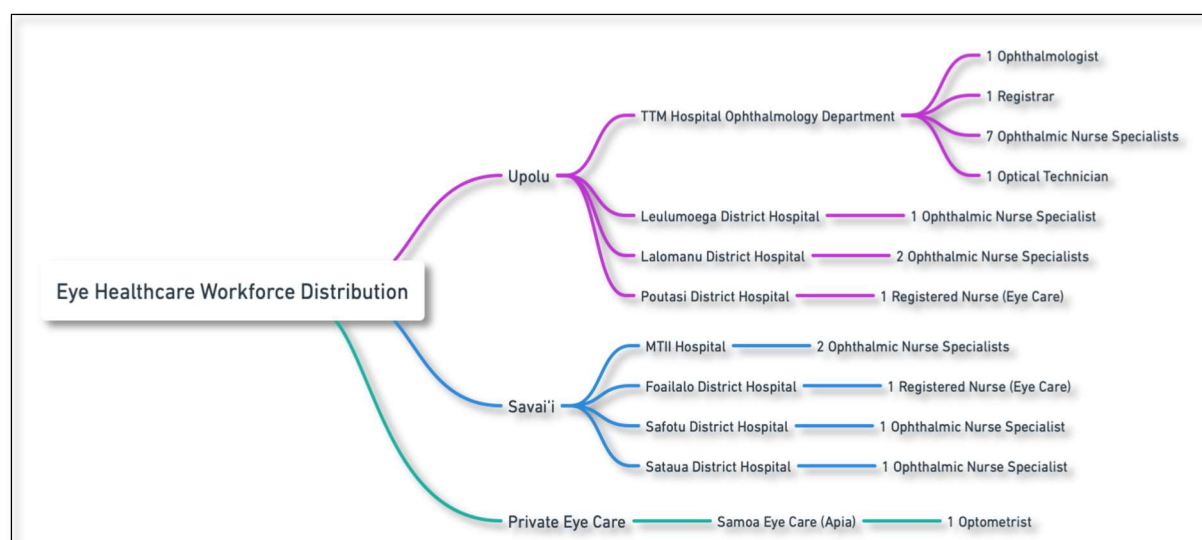 Eye Healthcare Workforce Distribution
Upolu
TTM Hospital Ophthalmology Department
1 Ophthalmologist
1 Registrar
7 Ophthalmic Nurse Specialists
1 Optical Technician
Leulumoega District Hospital
1 Ophthalmic Nurse Specialist
Lalomanu District Hospital
2 Ophthalmic Nurse Specialists
Poutasi District Hospital
1 Registered Nurse (Eye Care)
Savai'i
MTII Hospital
2 Ophthalmic Nurse Specialists
Foailalo District Hospital
1 Registered Nurse (Eye Care)
Safotu District Hospital
1 Ophthalmic Nurse Specialist
Sataua District Hospital
1 Ophthalmic Nurse Specialist
Private Eye Care
Samoa Eye Care (Apia)
1 Optometrist